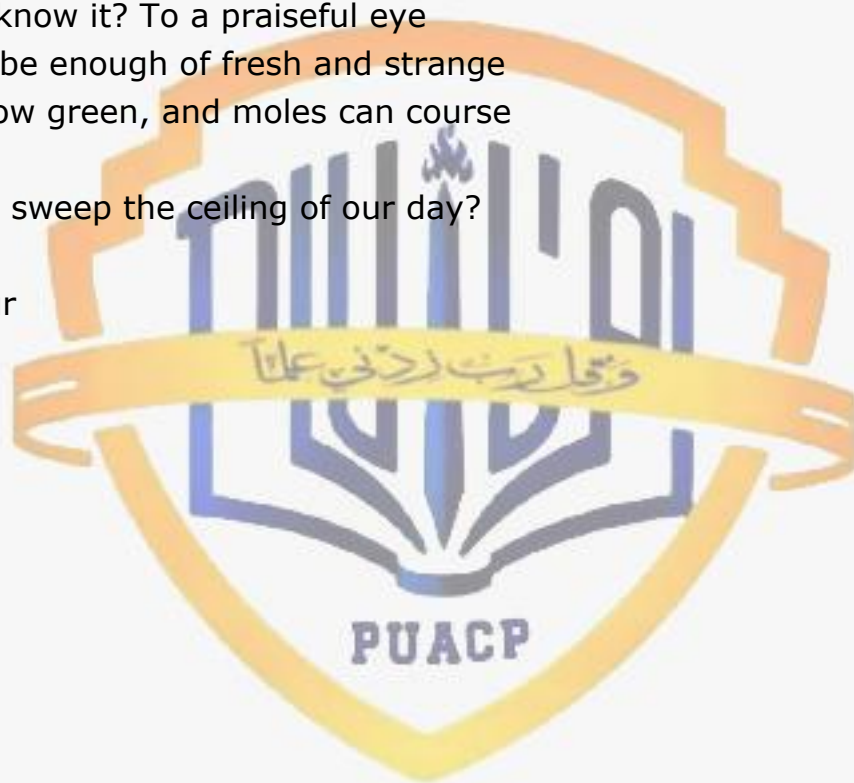 know it? To a praiseful eye
be enough of fresh and strange
ow green, and moles can course
sweep the ceiling of our day?
r
وَقُل رَبِّ زِدْنِي عِلْمًا
PUACP